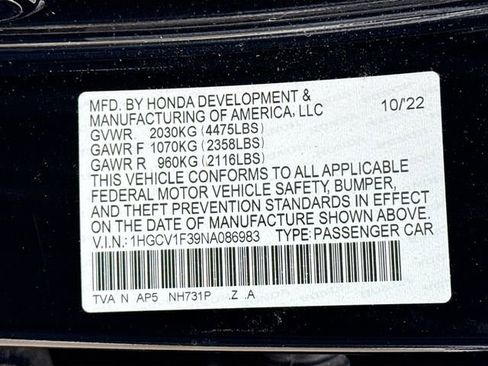 MFD. BY HONDA DEVELOPMENT &
MANUFACTURING OF AMERICA, LLC 10/'22
GVWR 2030KG (4475LBS)
GAWR F 1070KG (2358LBS)
GAWR R 960KG (2116LBS)
THIS VEHICLE CONFORMS TO ALL APPLICABLE
FEDERAL MOTOR VEHICLE SAFETY, BUMPER,
AND THEFT PREVENTION STANDARDS IN EFFECT
ON THE DATE OF MANUFACTURE SHOWN ABOVE.
V.I.N: 1HGCV1F39NA086983 TYPE: PASSENGER CAR
TVA N AP5 NH731P .Z .A